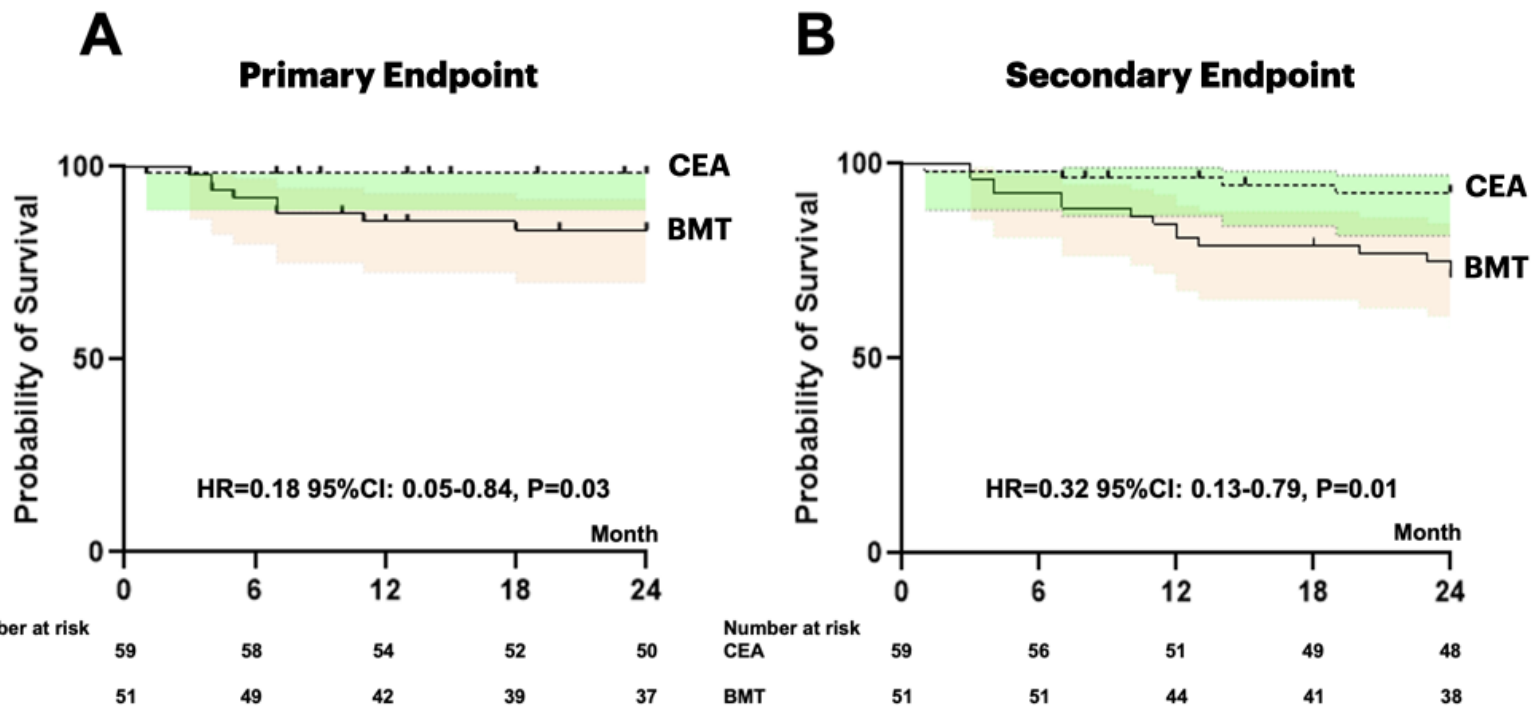 A
Primary Endpoint
Probability of Survival
100
50
0
CEA
BMT
HR=0.18 95%CI: 0.05-0.84, P=0.03
Month
0 6 12 18 24
ber at risk
59 58 54 52 50
51 49 42 39 37
B
Secondary Endpoint
Probability of Survival
100
50
0
CEA
BMT
HR=0.32 95%CI: 0.13-0.79, P=0.01
Month
0 6 12 18 24
Number at risk
CEA 59 56 51 49 48
BMT 51 51 44 41 38